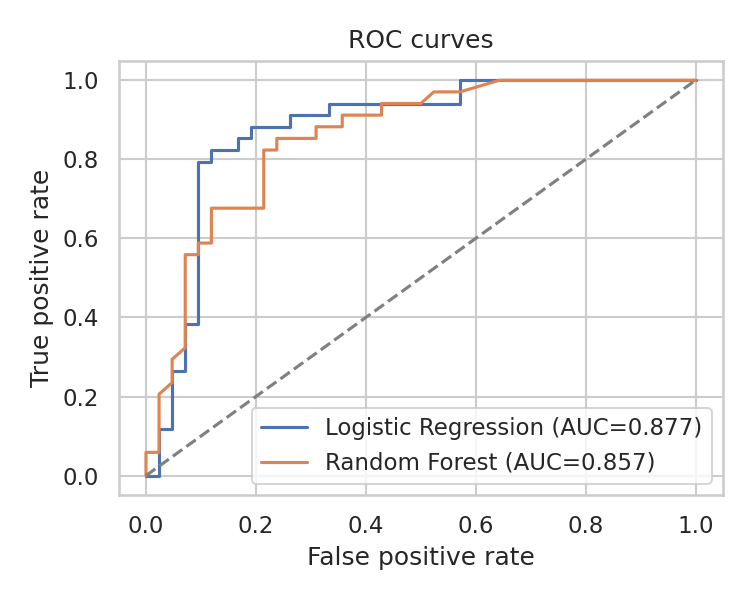 ROC curves
True positive rate
1.0
0.8
0.6
0.4
0.2
0.0
Logistic Regression (AUC=0.877)
Random Forest (AUC=0.857)
0.0 0.2 0.4 0.6 0.8 1.0
False positive rate